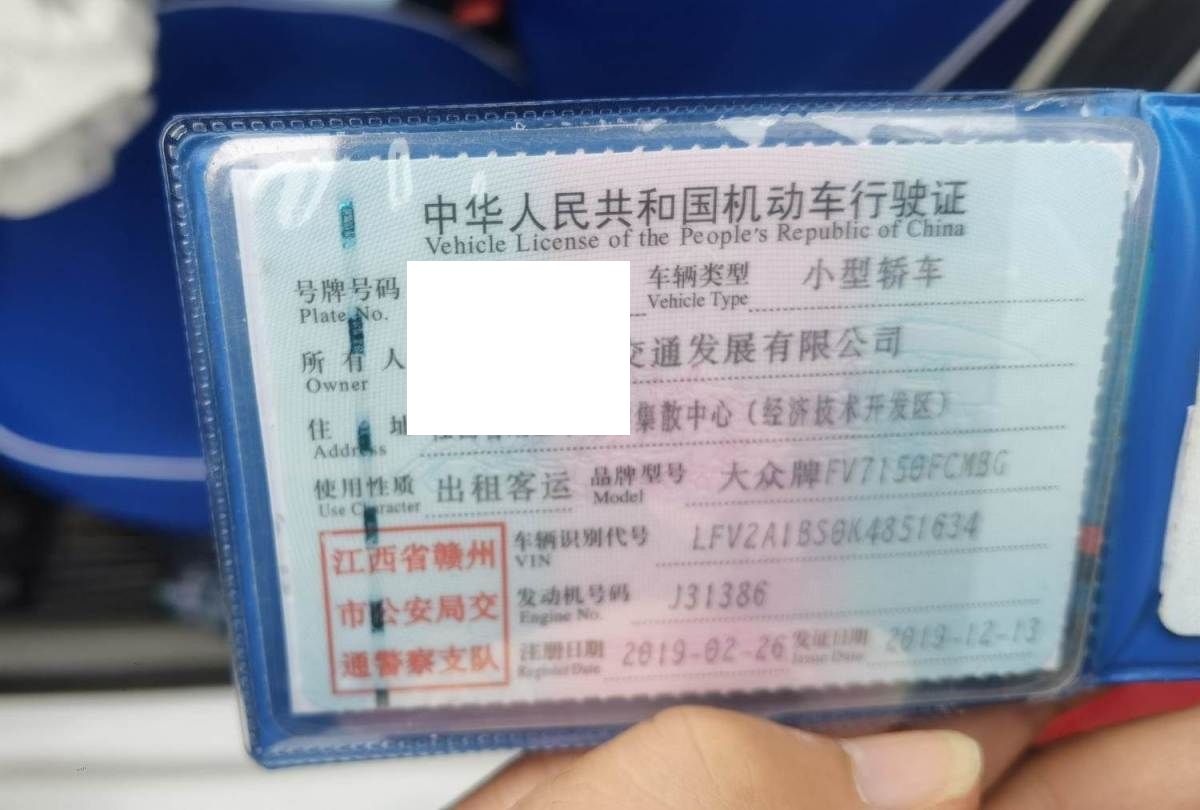 中华人民共和国机动车行驶证
Vehicle License of the People's Republic of China
号牌号码
Plate No.
车辆类型 小型轿车
Vehicle Type
所有人 交通发展有限公司
Owner
住址 集散中心（经济技术开发区）
Address
使用性质 出租客运 品牌型号 大众牌FV7150FCMBG
Use Character Model
江西省赣州
市公安局交
通警察支队
车辆识别代号 LFV2A1BS0K4851634
VIN
发动机号码 J31386
Engine No.
注册日期 2019-02-26 发证日期 2019-12-13
Register Date Issue Date